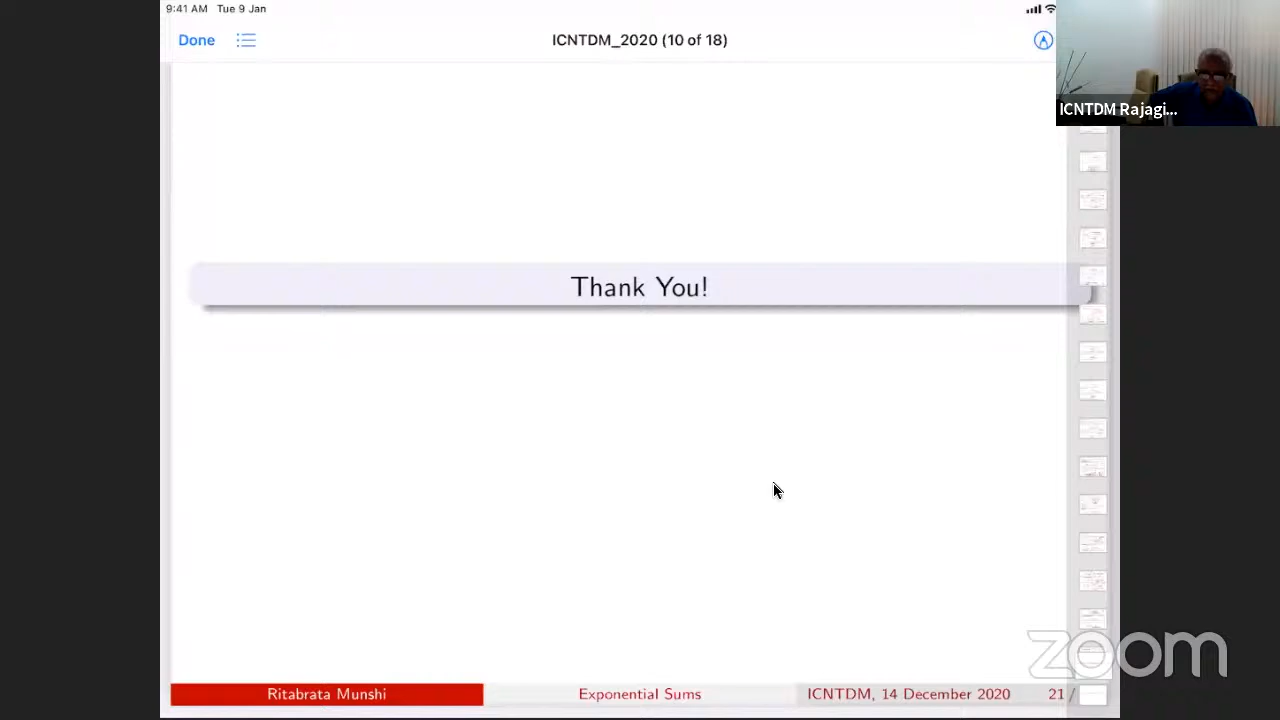 9:41 AM Tue 9 Jan
Done
ICNTDM_2020 (10 of 18)
ICNTDM Rajagi...
Thank You!
zoom
Ritabrata Munshi
Exponential Sums
ICNTDM, 14 December 2020
21 /